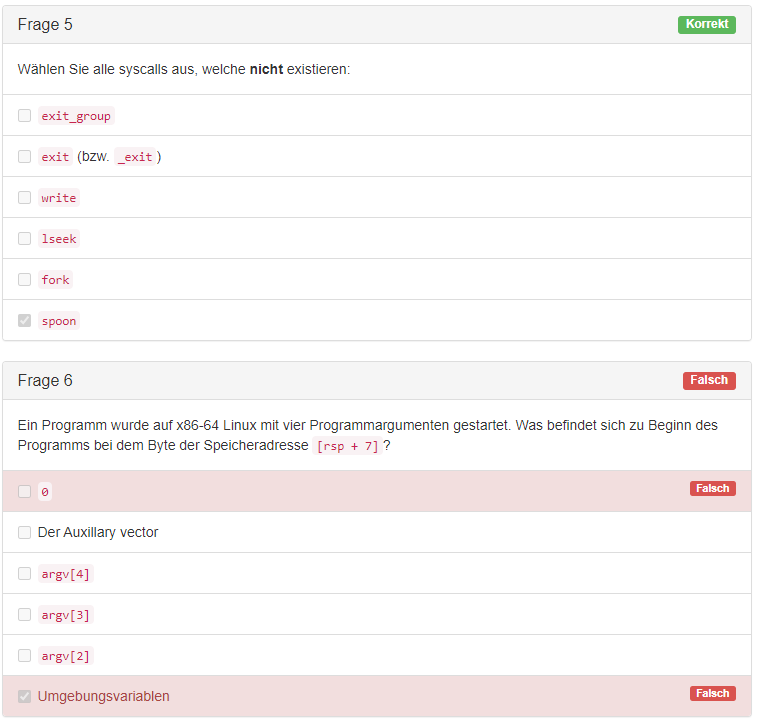 Frage 5 Korrekt
Wählen Sie alle syscalls aus, welche nicht existieren:
exit_group
exit (bzw. _exit)
write
lseek
fork
spoon
Frage 6 Falsch
Ein Programm wurde auf x86-64 Linux mit vier Programmargumenten gestartet. Was befindet sich zu Beginn des
Programms bei dem Byte der Speicheradresse [rsp + 7]?
0 Falsch
Der Auxillary vector
argv[4]
argv[3]
argv[2]
Umgebungsvariablen Falsch